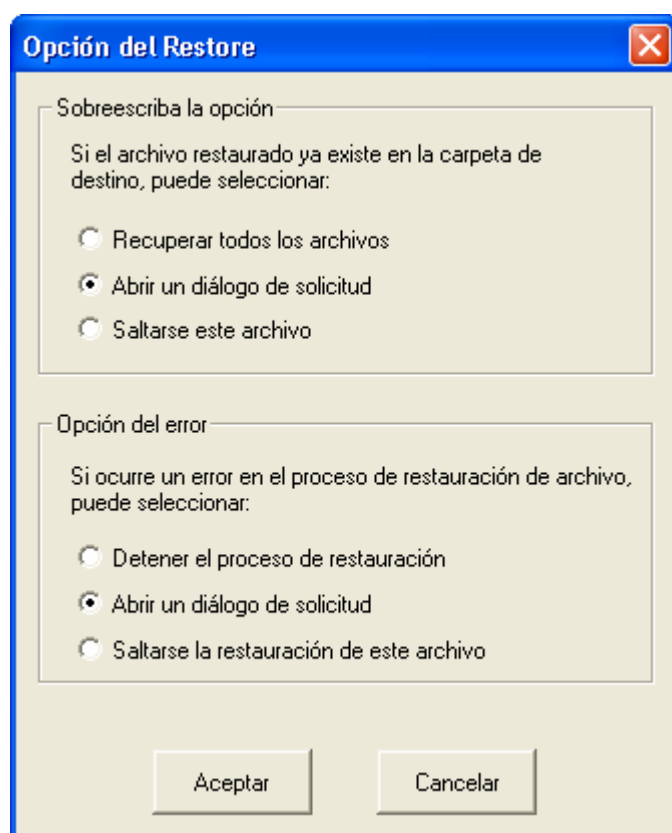 Opción del Restore
Sobreescriba la opción
Si el archivo restaurado ya existe en la carpeta de
destino, puede seleccionar:
Recuperar todos los archivos
Abrir un diálogo de solicitud
Saltarse este archivo
Opción del error
Si ocurre un error en el proceso de restauración de archivo,
puede seleccionar:
Detener el proceso de restauración
Abrir un diálogo de solicitud
Saltarse la restauración de este archivo
Aceptar
Cancelar